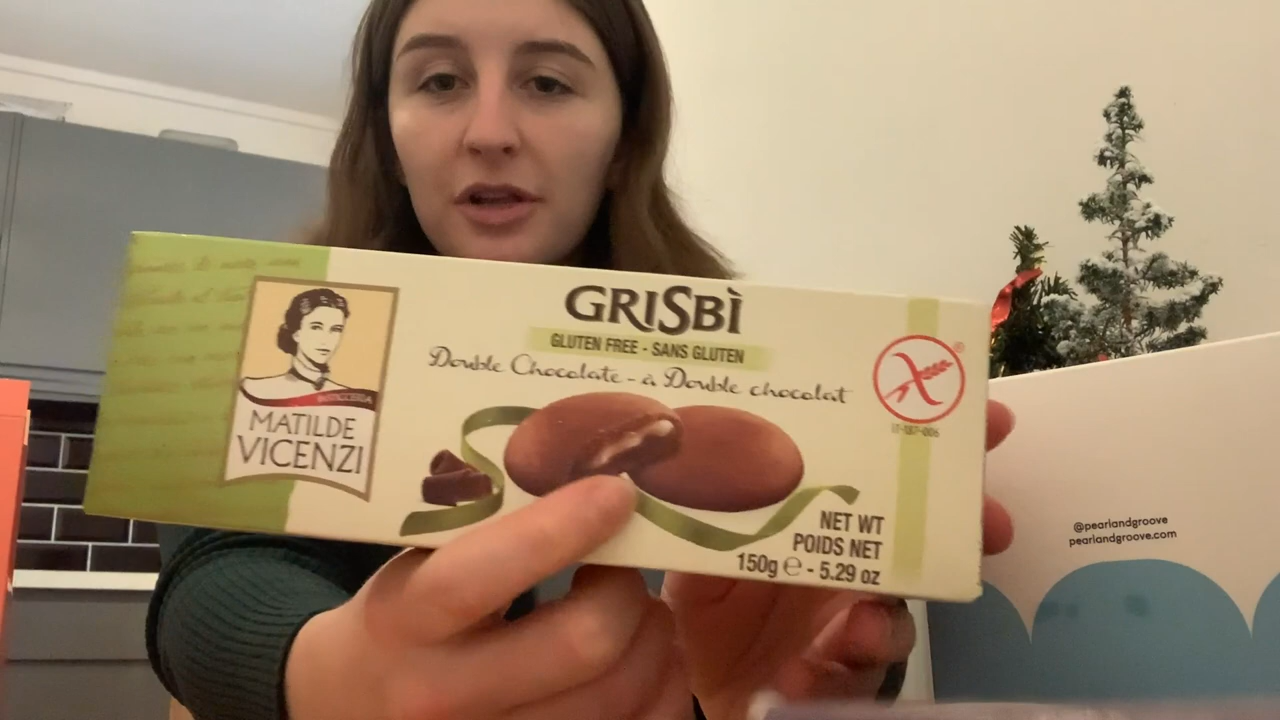 GRISBÌ
GLUTEN FREE - SANS GLUTEN
Double Chocolate - à Double chocolat
PASTICCERIA
MATILDE
VICENZI
®
NET WT
POIDS NET
150g e - 5.29 oz
@pearlandgroove
pearlandgroove.com